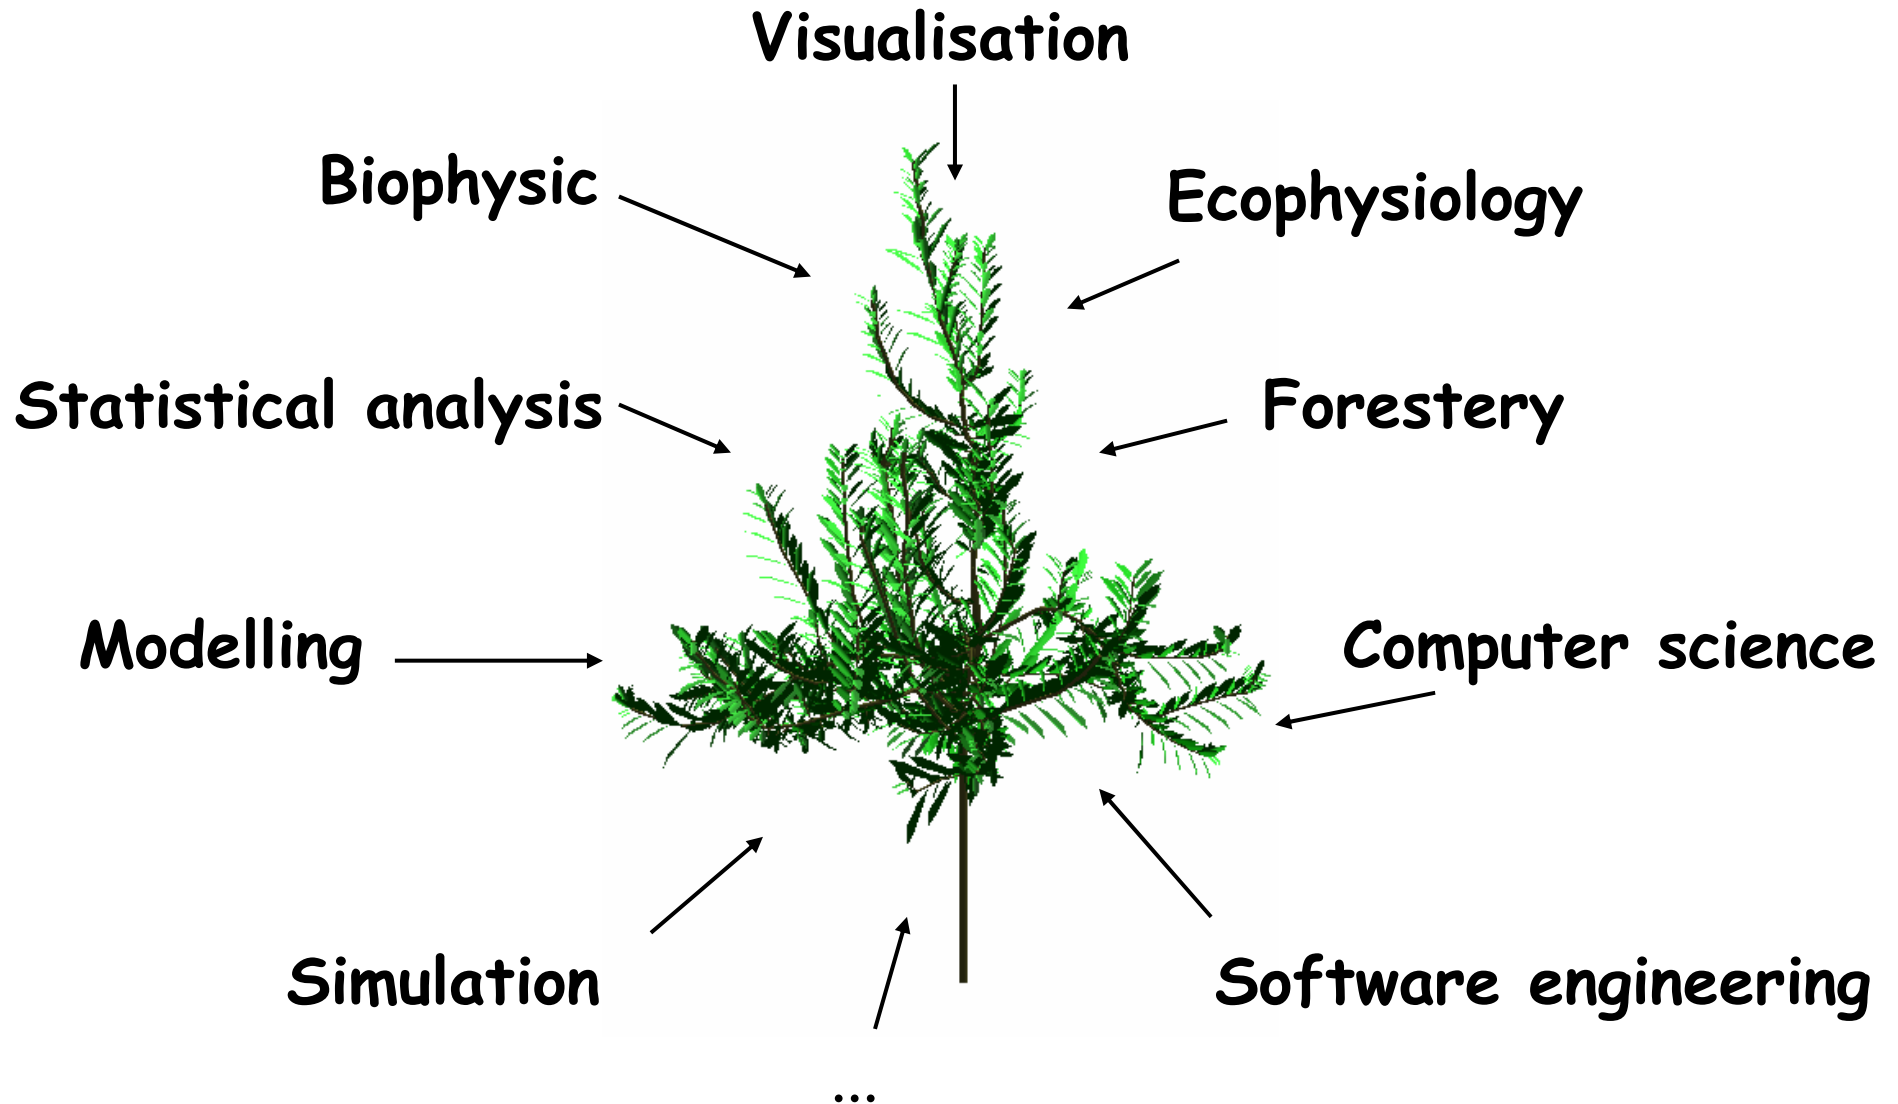 Visualisation
Biophysic
Ecophysiology
Statistical analysis
Forestery
Modelling
Computer science
Simulation
Software engineering
...